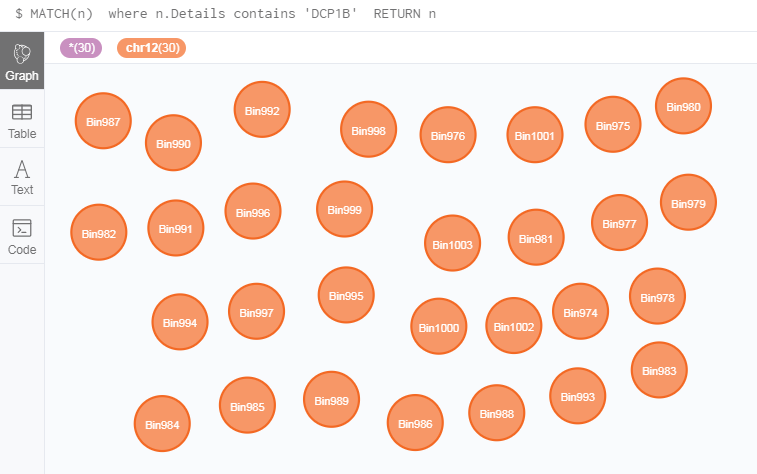 $ MATCH(n)  where n.Details contains 'DCP1B'  RETURN n
*(30) chr12(30)
Graph
Table
Text
Code
Bin987 Bin990 Bin992 Bin998 Bin976 Bin1001 Bin975 Bin980
Bin982 Bin991 Bin996 Bin999 Bin1003 Bin981 Bin977 Bin979
Bin994 Bin997 Bin995 Bin1000 Bin1002 Bin974 Bin978
Bin984 Bin985 Bin989 Bin986 Bin988 Bin993 Bin983